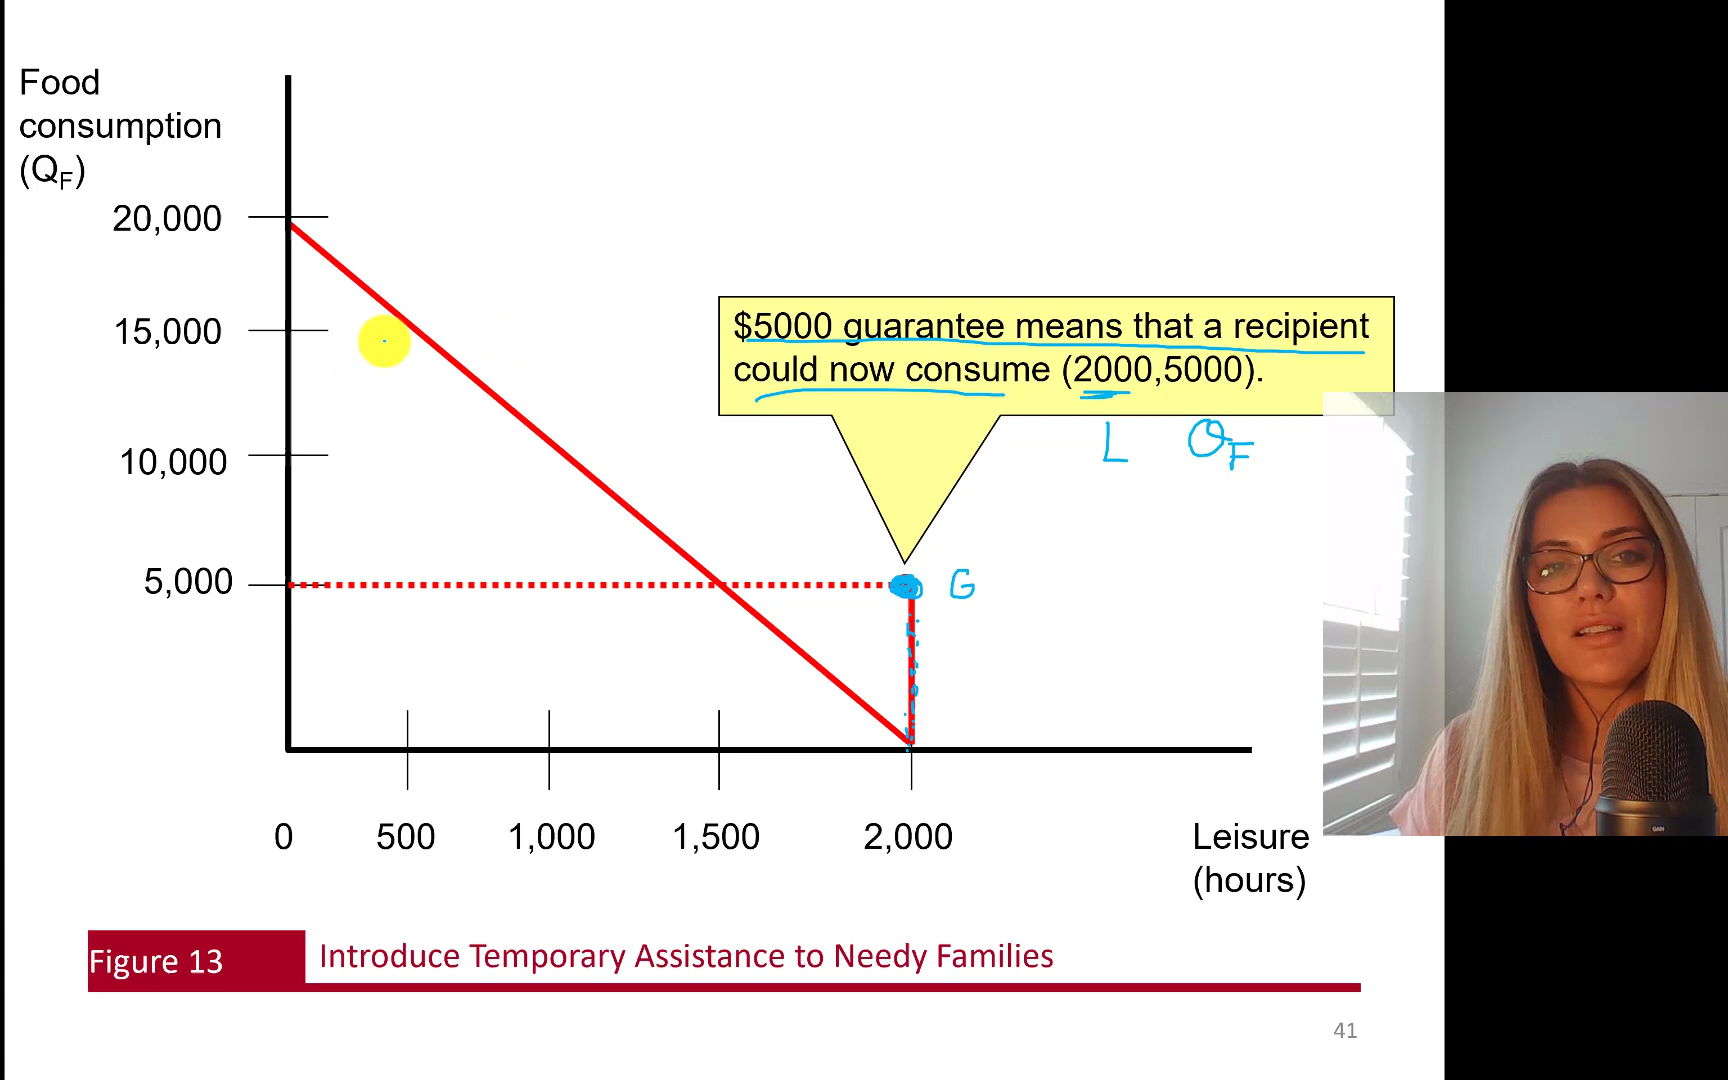 Food
consumption
(QF)
20,000
15,000
10,000
5,000
$5000 guarantee means that a recipient
could now consume (2000,5000).
L QF
G
0 500 1,000 1,500 2,000
Leisure
(hours)
Figure 13 Introduce Temporary Assistance to Needy Families
41
GAIN